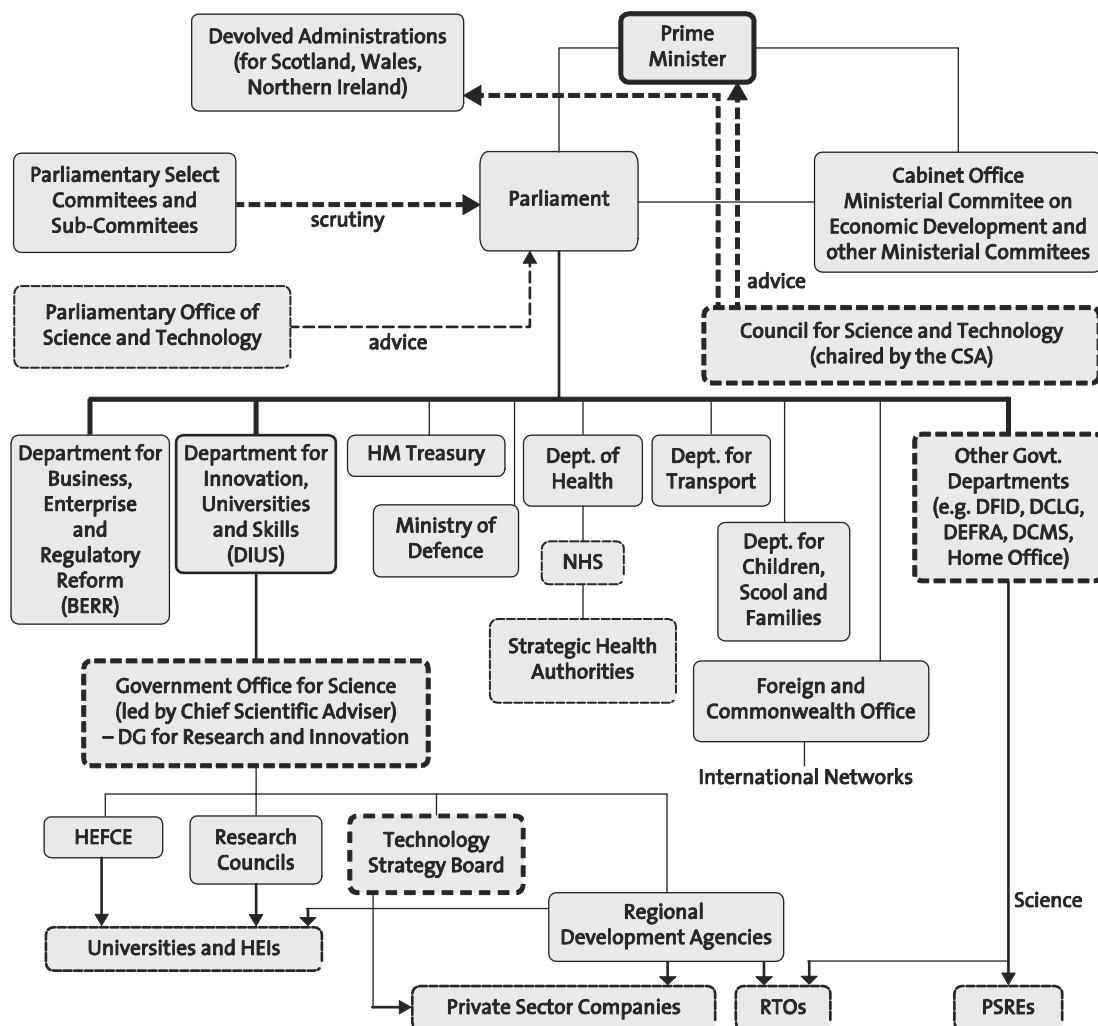 Devolved Administrations
(for Scotland, Wales,
Northern Ireland)
Prime
Minister
Parliamentary Select
Commitees and
Sub-Commitees
scrutiny
Parliament
Cabinet Office
Ministerial Commitee on
Economic Development and
other Ministerial Commitees
advice
Parliamentary Office of
Science and Technology
advice
Council for Science and Technology
(chaired by the CSA)
Department for
Business,
Enterprise
and
Regulatory
Reform
(BERR)
Department for
Innovation,
Universities
and Skills
(DIUS)
HM Treasury
Ministry of
Defence
Dept. of
Health
NHS
Strategic Health
Authorities
Dept. for
Transport
Dept. for
Children,
Scool and
Families
Foreign and
Commonwealth Office
International Networks
Other Govt.
Departments
(e.g. DFID, DCLG,
DEFRA, DCMS,
Home Office)
Government Office for Science
(led by Chief Scientific Adviser)
– DG for Research and Innovation
HEFCE
Research
Councils
Technology
Strategy Board
Regional
Development Agencies
Science
Universities and HEIs
Private Sector Companies
RTOs
PSREs